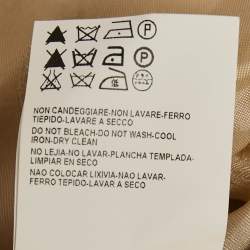 P
P
NON CANDEGGIARE-NON LAVARE-FERRO
TIEPIDO-LAVARE A SECCO
DO NOT BLEACH-DO NOT WASH-COOL
IRON-DRY CLEAN
NO LEJIA-NO LAVAR-PLANCHA TEMPLADA-
LIMPIAR EN SECO
NAO COLOCAR LIXIVIA-NAO LAVAR-
FERRO TEPIDO-LAVAR A SECO